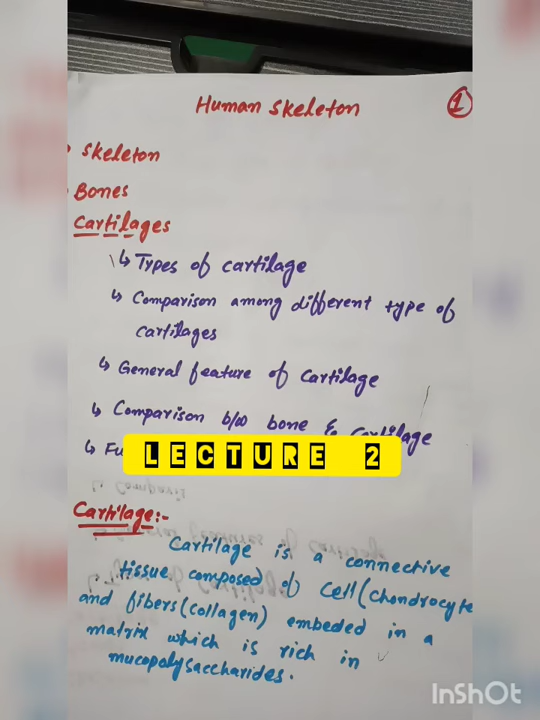 Human Skeleton
1
Skeleton
Bones
Cartilages
↳ Types of cartilage
↳ Comparison among different type of
cartilages
↳ General feature of Cartilage
↳ Comparison b/w bone & Cartilage
↳ Fu
LECTURE 2
Cartilage:-
Cartilage is a connective
tissue composed of Cell (chondrocyte
and fibers (collagen) embeded in a
matrix which is rich in
mucopolysaccharides.
InShOt